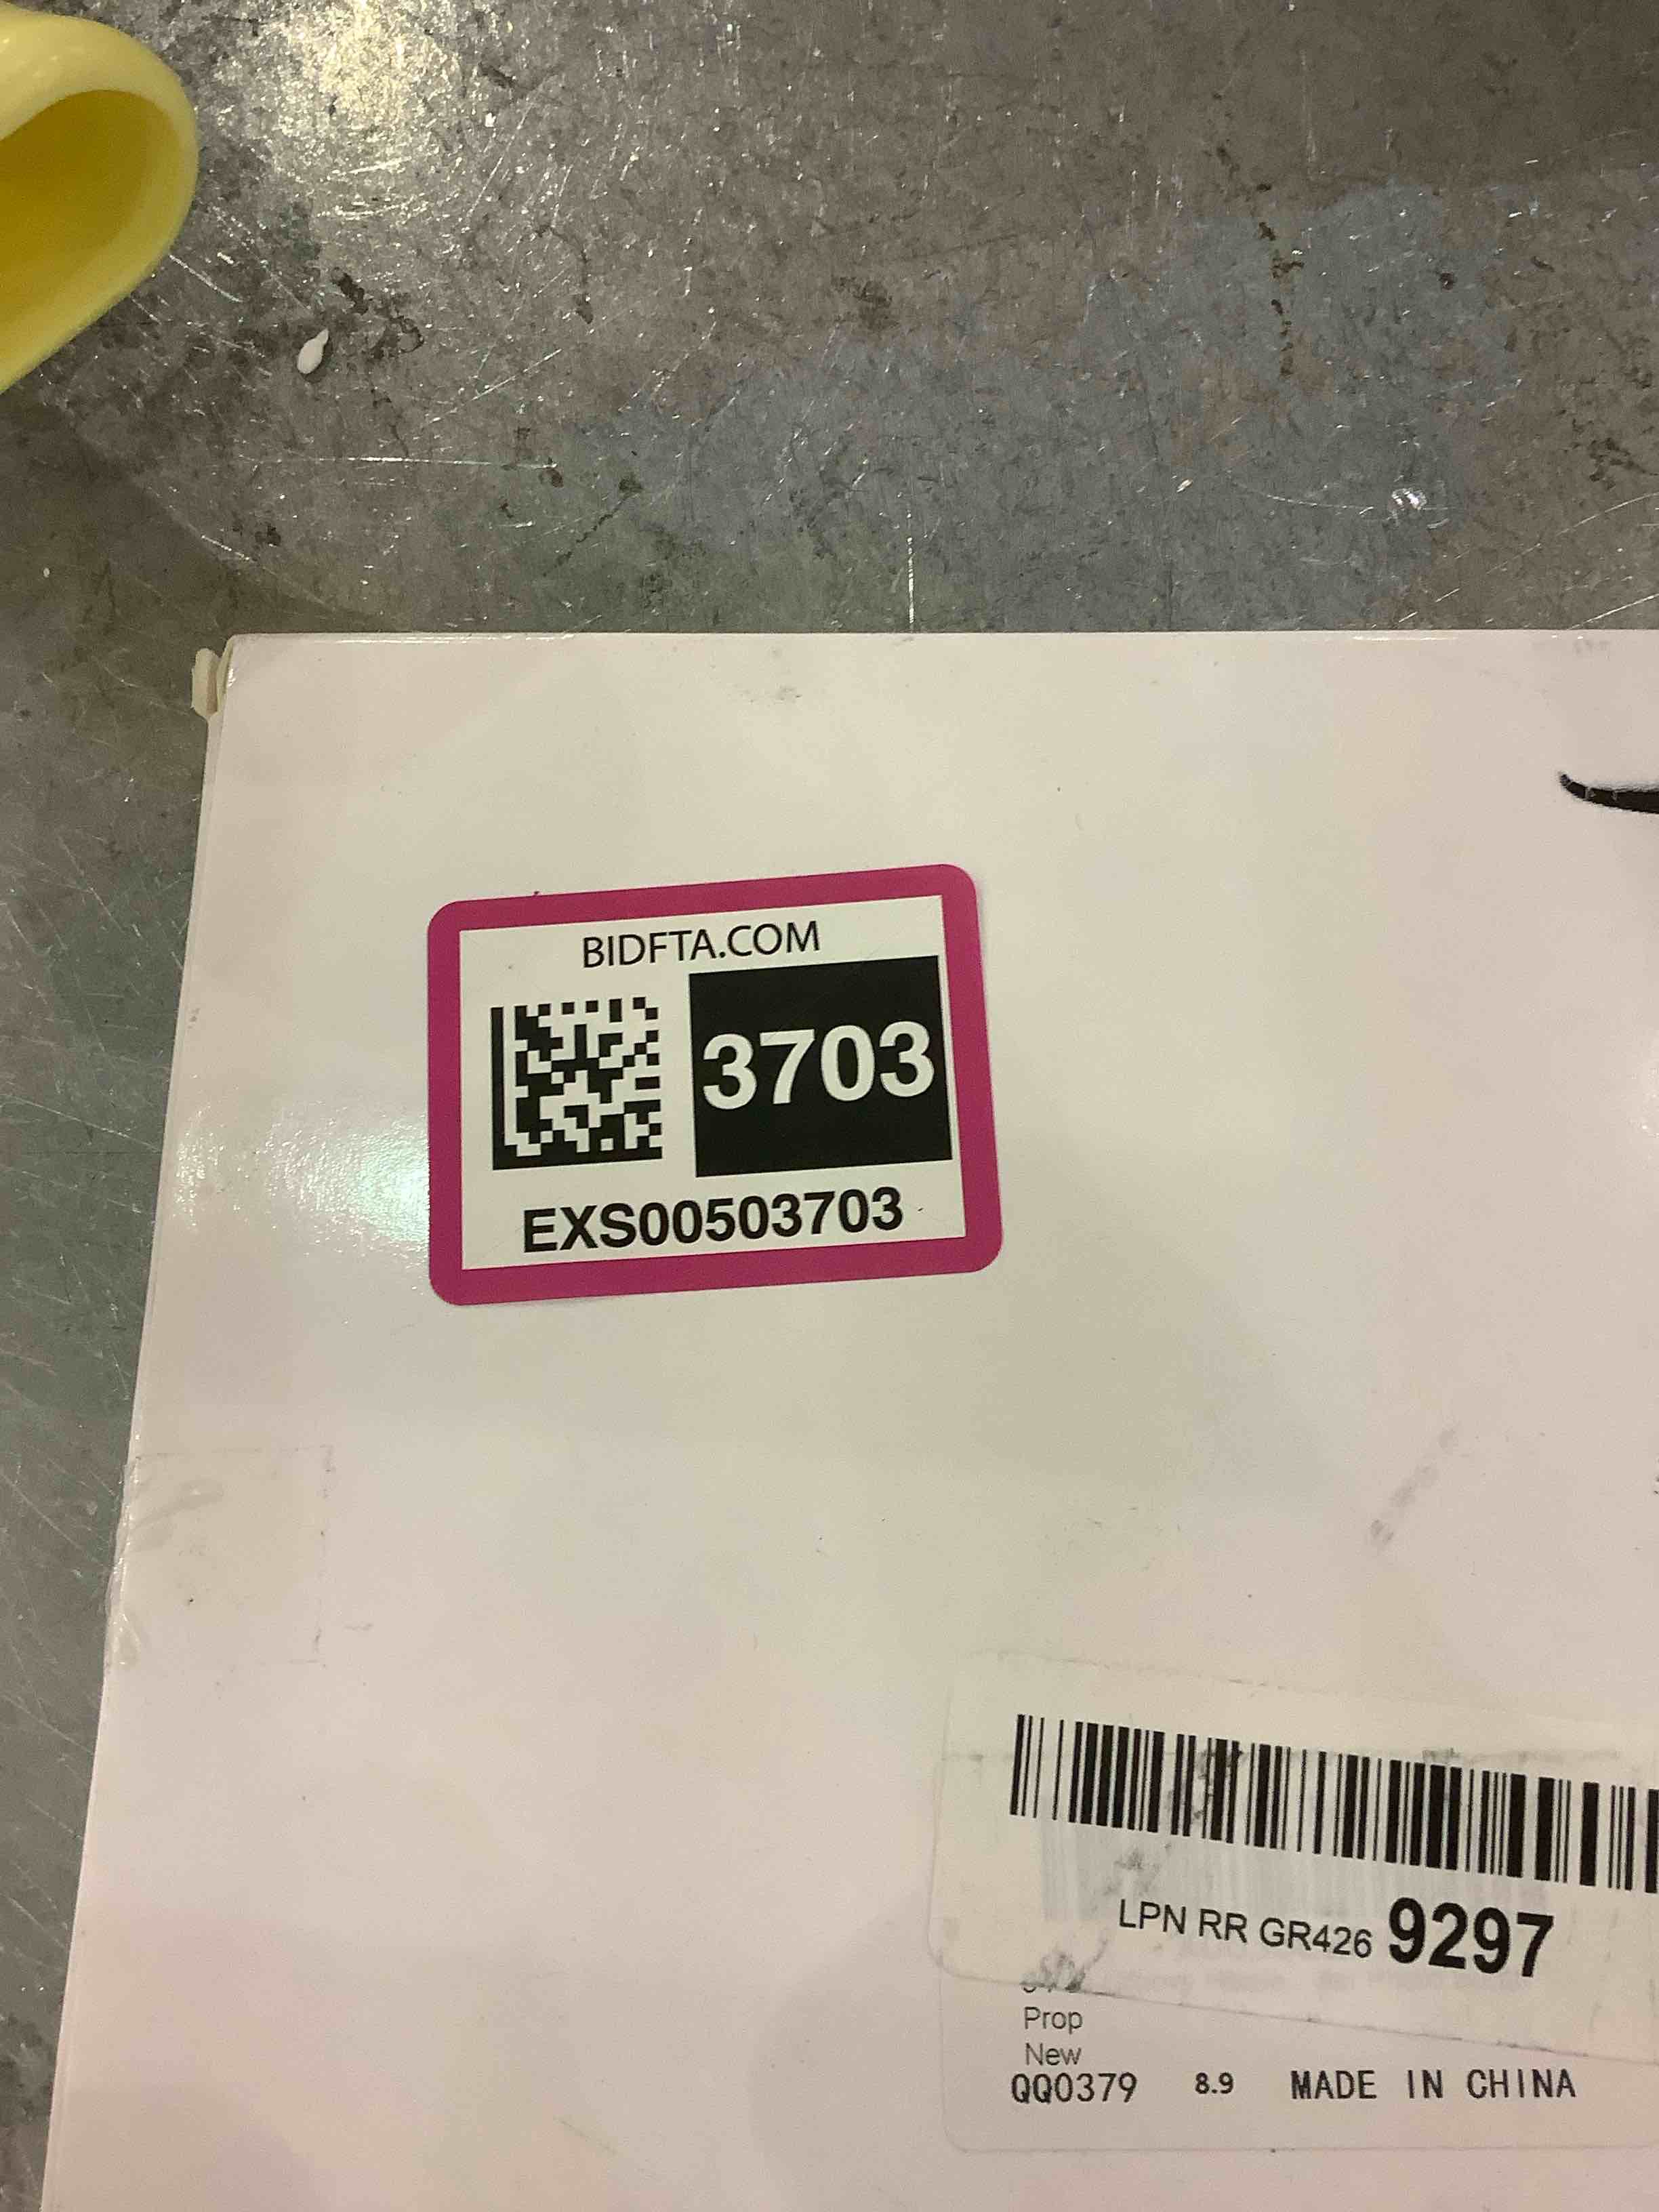 BIDFTA.COM
3703
EXS00503703
LPN RR GR426 9297
Prop
New
QQ0379 8.9 MADE IN CHINA